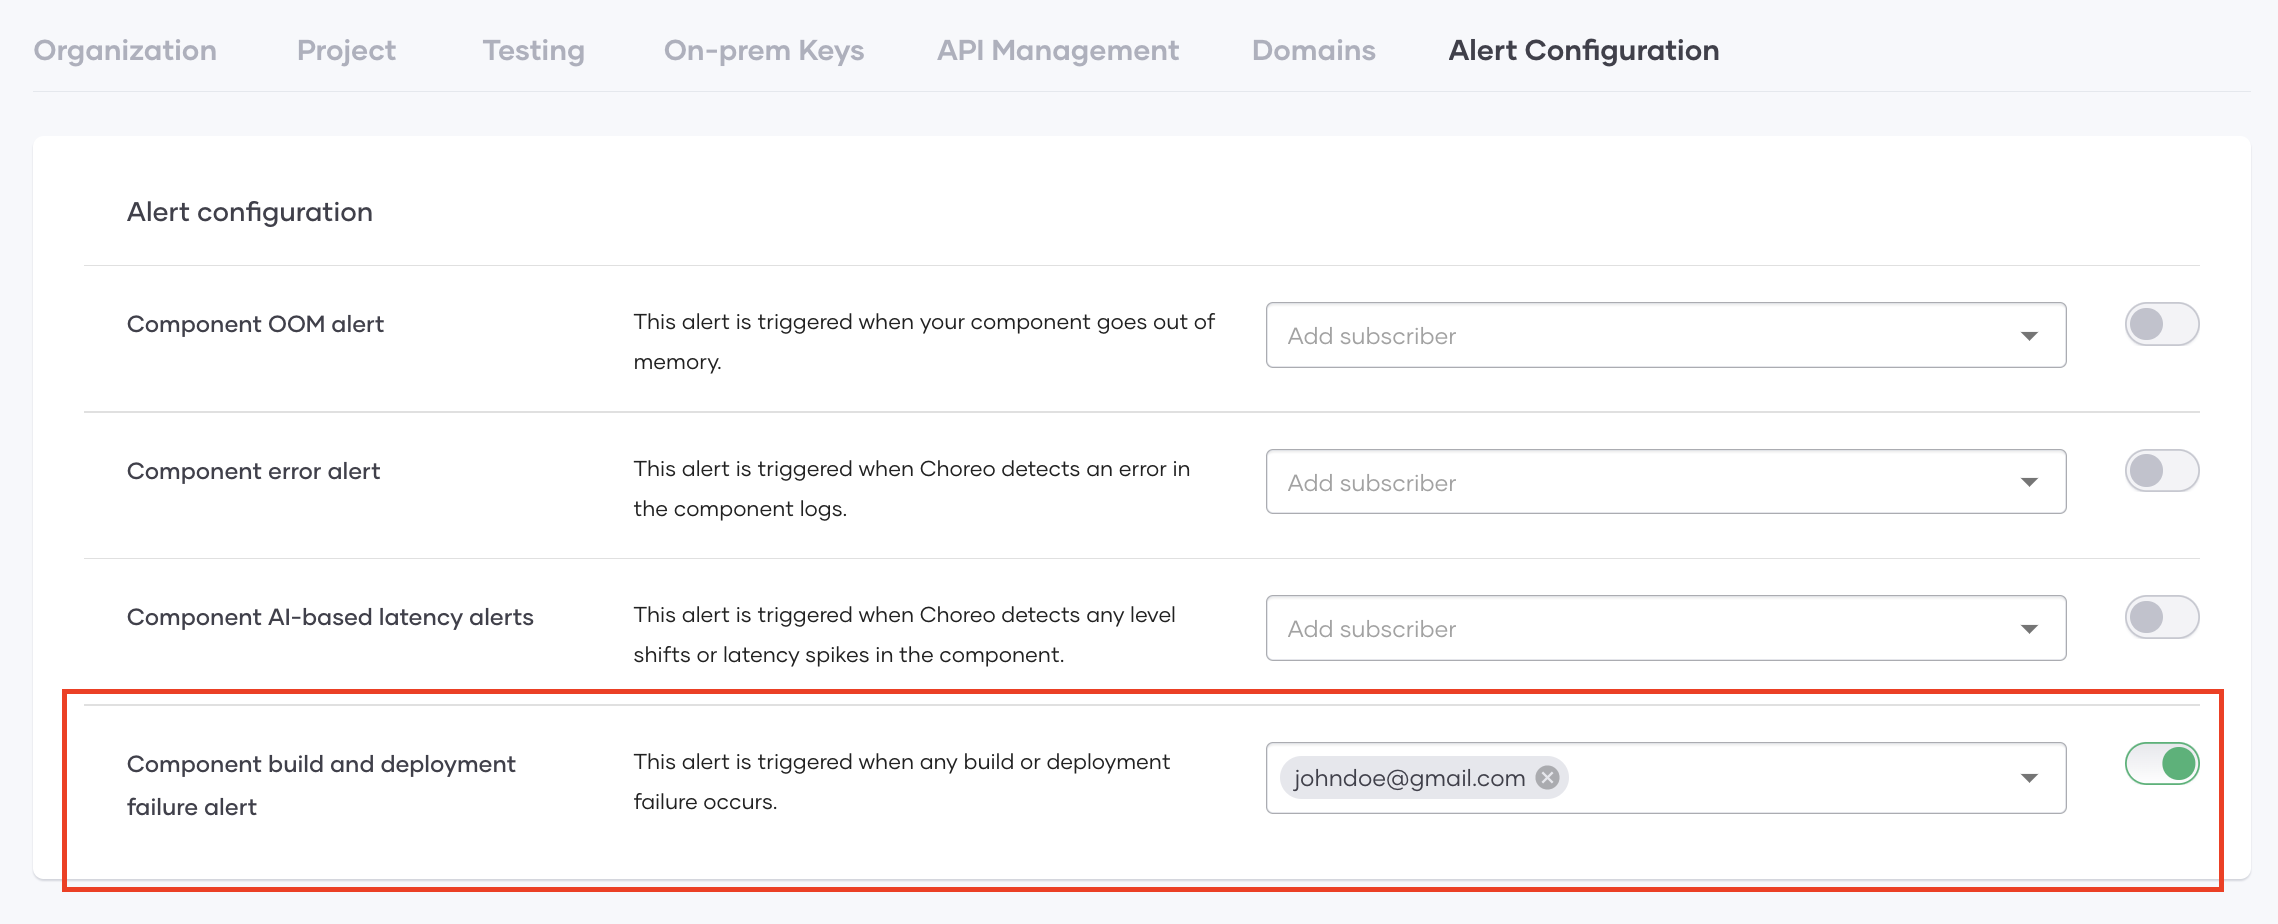 Organization Project Testing On-prem Keys API Management Domains Alert Configuration
Alert configuration
Component OOM alert
This alert is triggered when your component goes out of
memory.
Add subscriber
Component error alert
This alert is triggered when Choreo detects an error in
the component logs.
Add subscriber
Component AI-based latency alerts
This alert is triggered when Choreo detects any level
shifts or latency spikes in the component.
Add subscriber
Component build and deployment
failure alert
This alert is triggered when any build or deployment
failure occurs.
johndoe@gmail.com